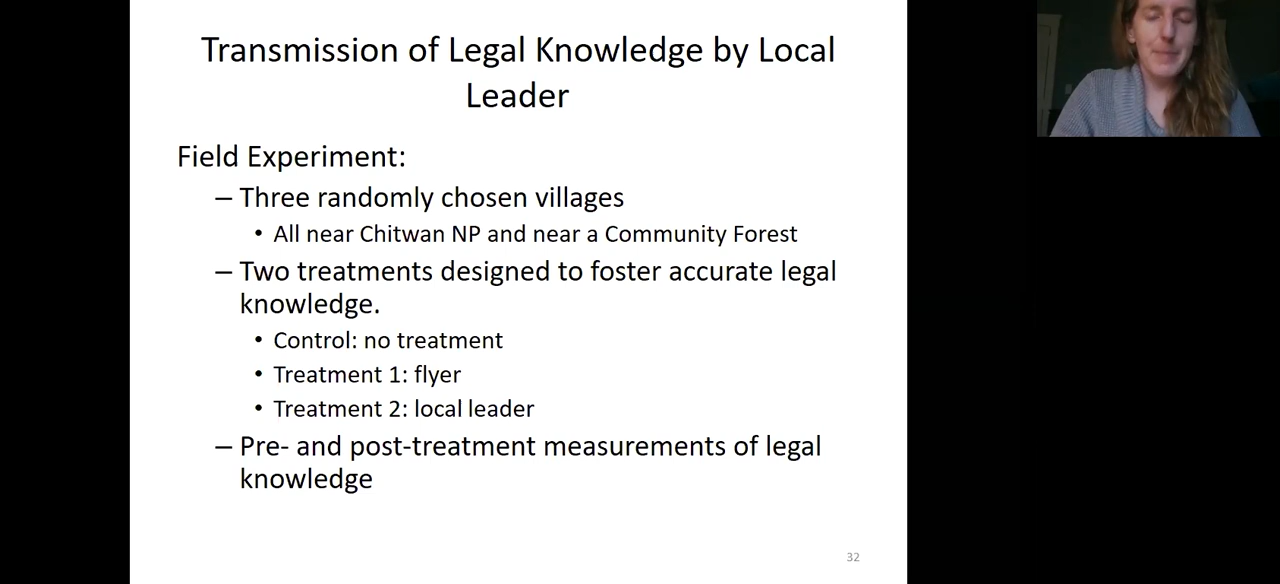 Transmission of Legal Knowledge by Local
Leader
Field Experiment:
– Three randomly chosen villages
• All near Chitwan NP and near a Community Forest
– Two treatments designed to foster accurate legal
knowledge.
• Control: no treatment
• Treatment 1: flyer
• Treatment 2: local leader
– Pre- and post-treatment measurements of legal
knowledge
32